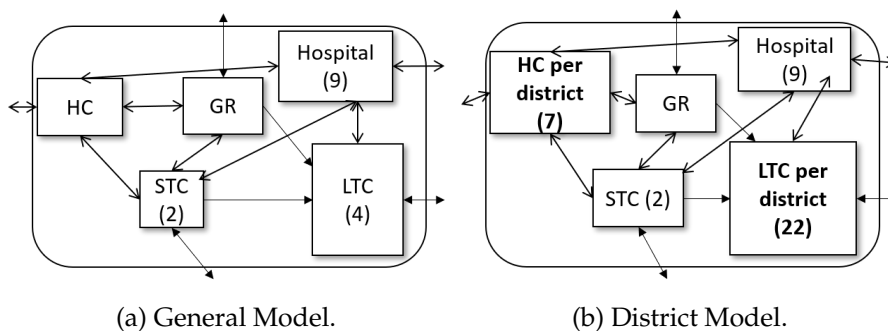 Hospital
(9)
HC
GR
STC
(2)
LTC
(4)
(a) General Model.
Hospital
(9)
HC per
district
(7)
GR
STC (2)
LTC per
district
(22)
(b) District Model.